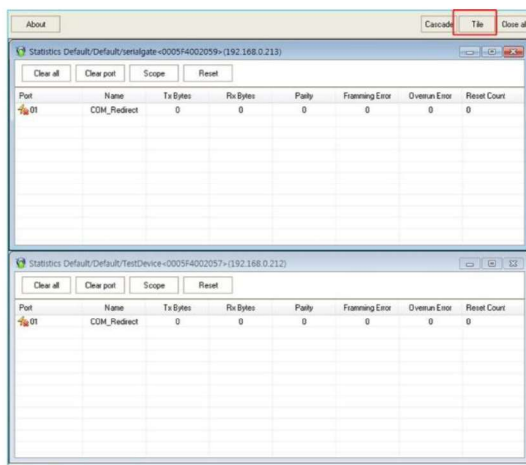 About Cascade Tile Close al
Statistics Default/Default/serialgate<0005F4002059>(192.168.0.213)
Clear all Clear port Scope Reset
Port Name Tx Bytes Rx Bytes Parity Framming Error Overrun Error Reset Count
01 COM_Redirect 0 0 0 0 0 0
Statistics Default/Default/TestDevice<0005F4002057>(192.168.0.212)
Clear all Clear port Scope Reset
Port Name Tx Bytes Rx Bytes Parity Framming Error Overrun Error Reset Count
01 COM_Redirect 0 0 0 0 0 0